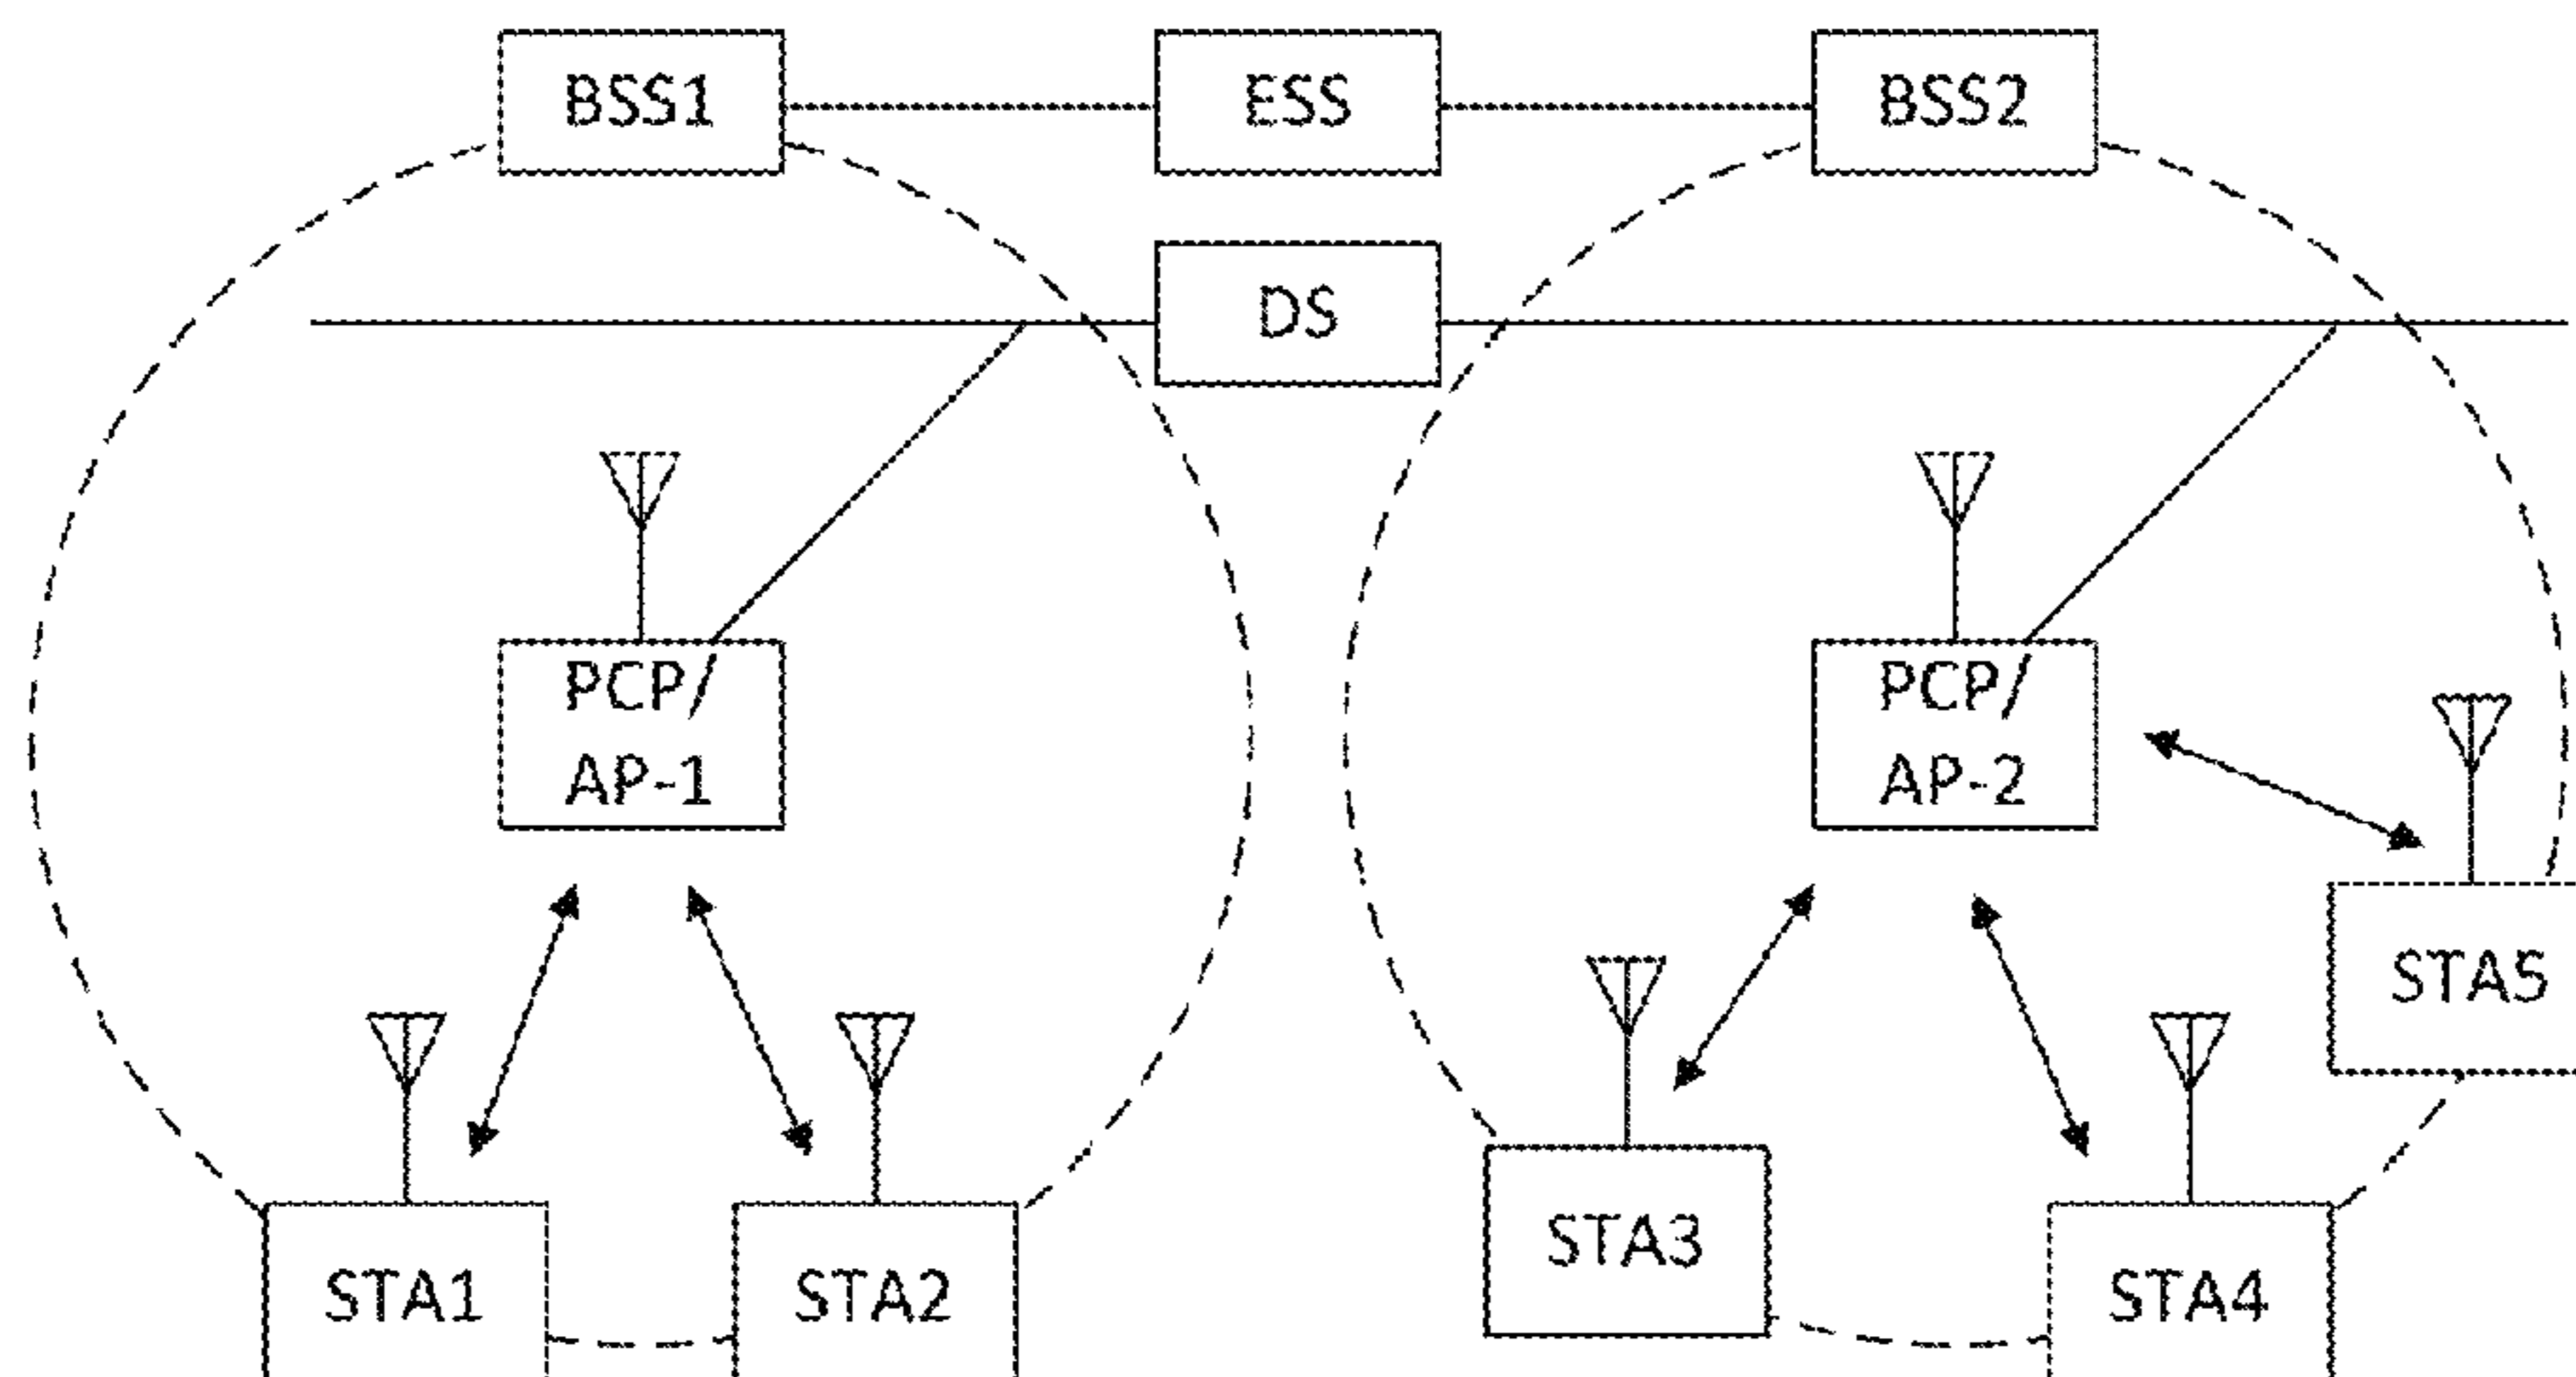 BSS1
ESS
BSS2
DS
PCP/
AP-1
PCP/
AP-2
STA5
STA3
STA1
STA2
STA4